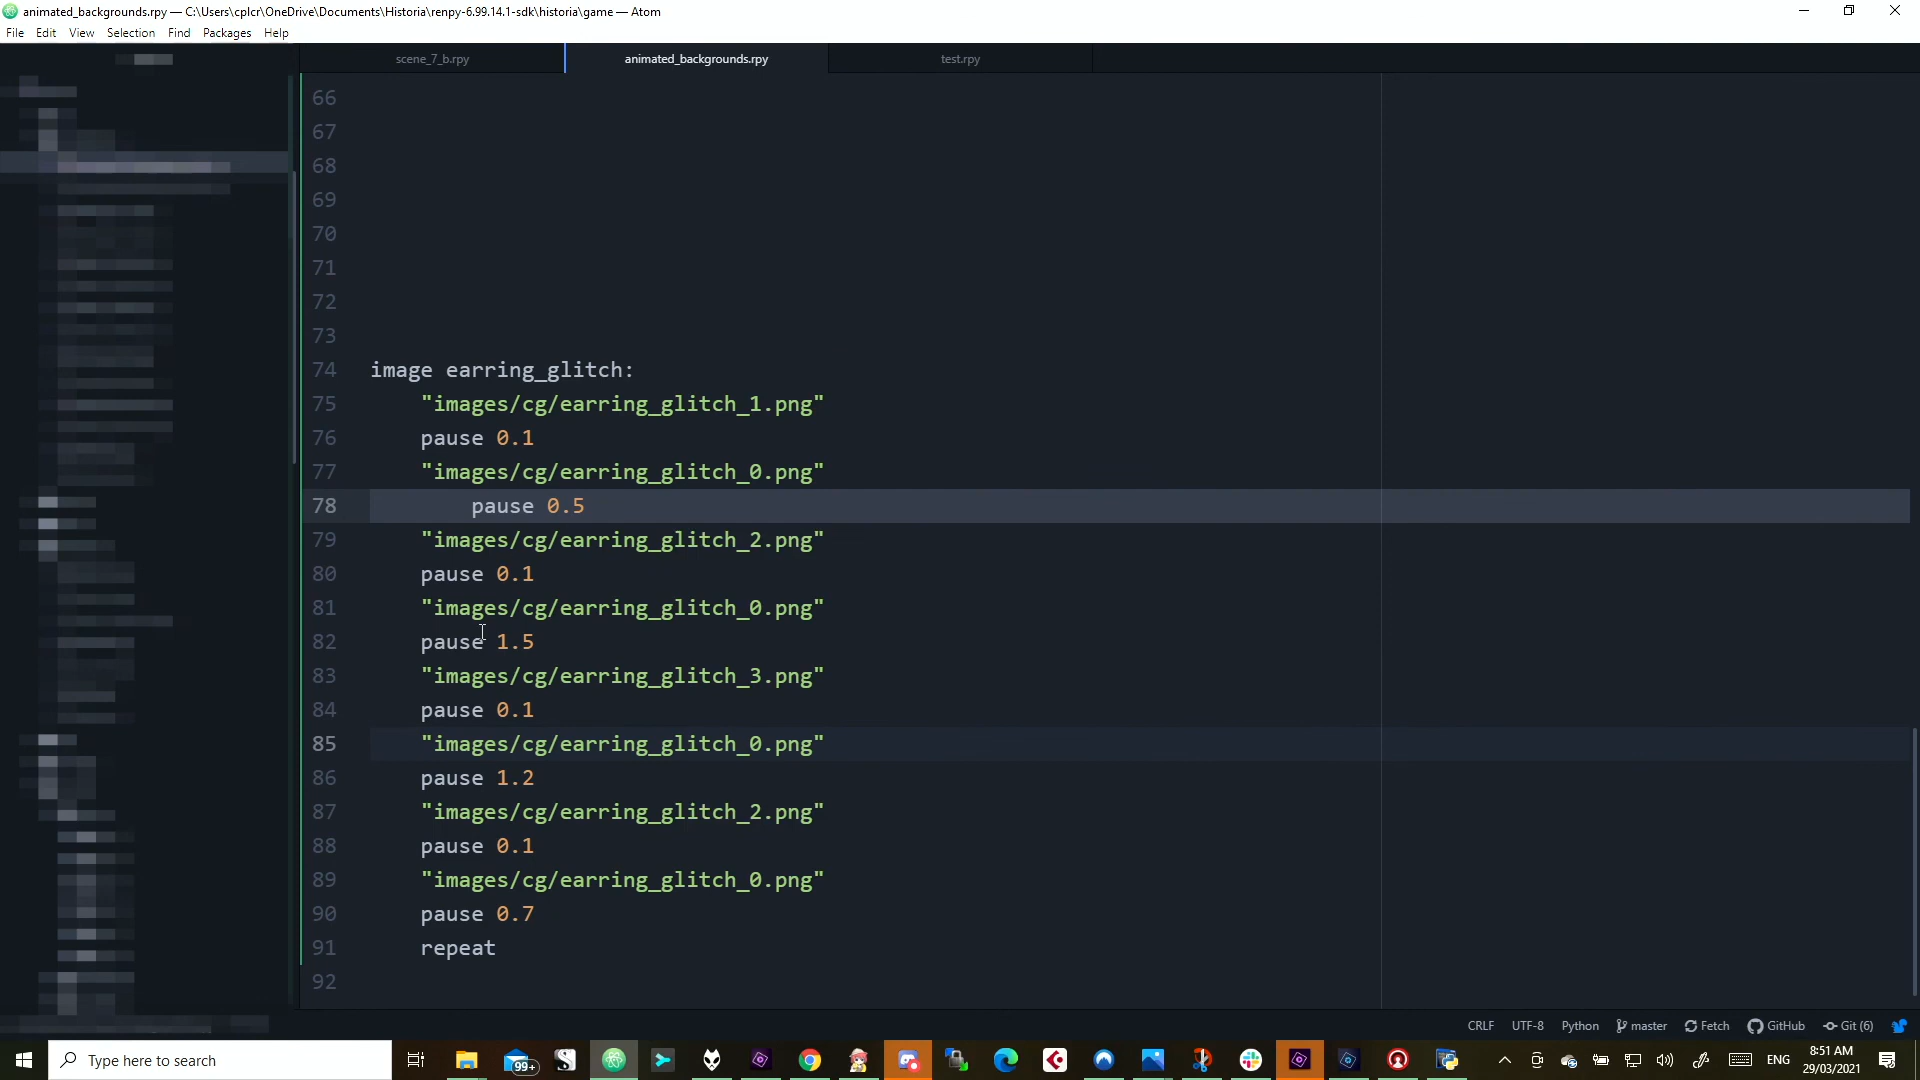 animated_backgrounds.rpy — C:\Users\cplcr\OneDrive\Documents\Historia\renpy-6.99.14.1-sdk\historia\game — Atom
File Edit View Selection Find Packages Help
scene_7_b.rpy animated_backgrounds.rpy test.rpy
66
67
68
69
70
71
72
73
74 image earring_glitch:
75 "images/cg/earring_glitch_1.png"
76 pause 0.1
77 "images/cg/earring_glitch_0.png"
78 pause 0.5
79 "images/cg/earring_glitch_2.png"
80 pause 0.1
81 "images/cg/earring_glitch_0.png"
82 pause 1.5
83 "images/cg/earring_glitch_3.png"
84 pause 0.1
85 "images/cg/earring_glitch_0.png"
86 pause 1.2
87 "images/cg/earring_glitch_2.png"
88 pause 0.1
89 "images/cg/earring_glitch_0.png"
90 pause 0.7
91 repeat
92
CRLF UTF-8 Python master Fetch GitHub Git (6)
Type here to search 99+ ENG 8:51 AM
29/03/2021